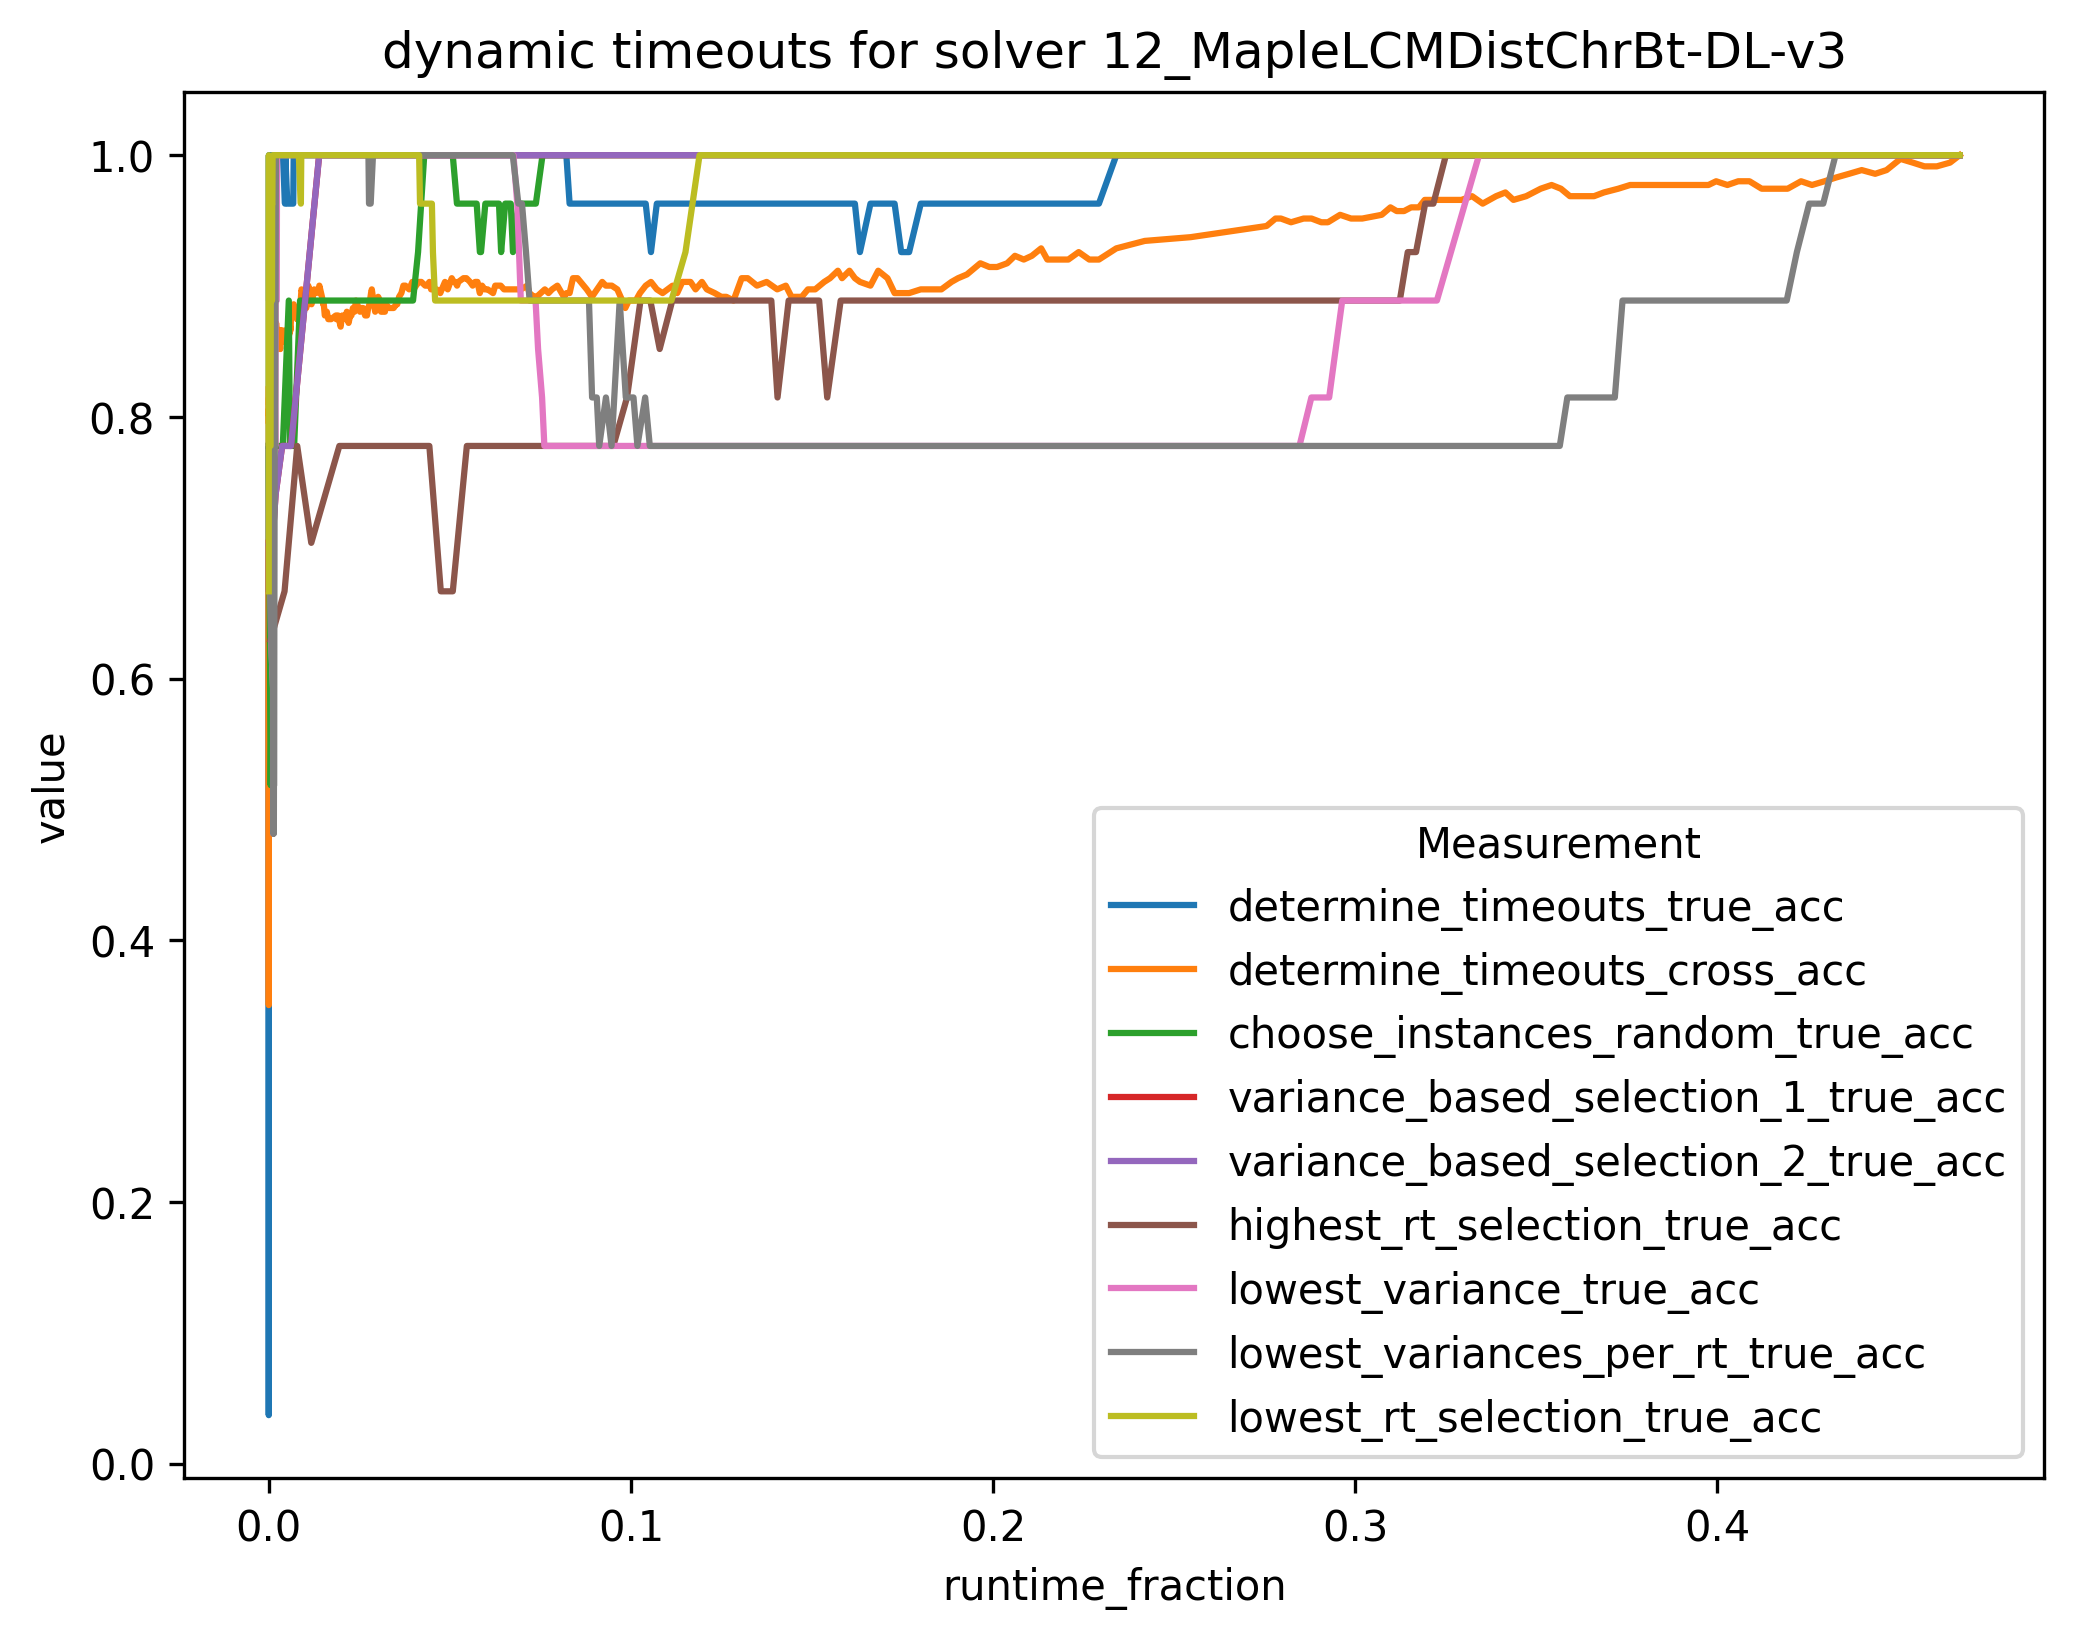 dynamic timeouts for solver 12_MapleLCMDistChrBt-DL-v3
1.0
0.8
0.6
0.4
0.2
0.0
value
0.0
0.1
0.2
0.3
0.4
runtime_fraction
Measurement
determine_timeouts_true_acc
determine_timeouts_cross_acc
choose_instances_random_true_acc
variance_based_selection_1_true_acc
variance_based_selection_2_true_acc
highest_rt_selection_true_acc
lowest_variance_true_acc
lowest_variances_per_rt_true_acc
lowest_rt_selection_true_acc